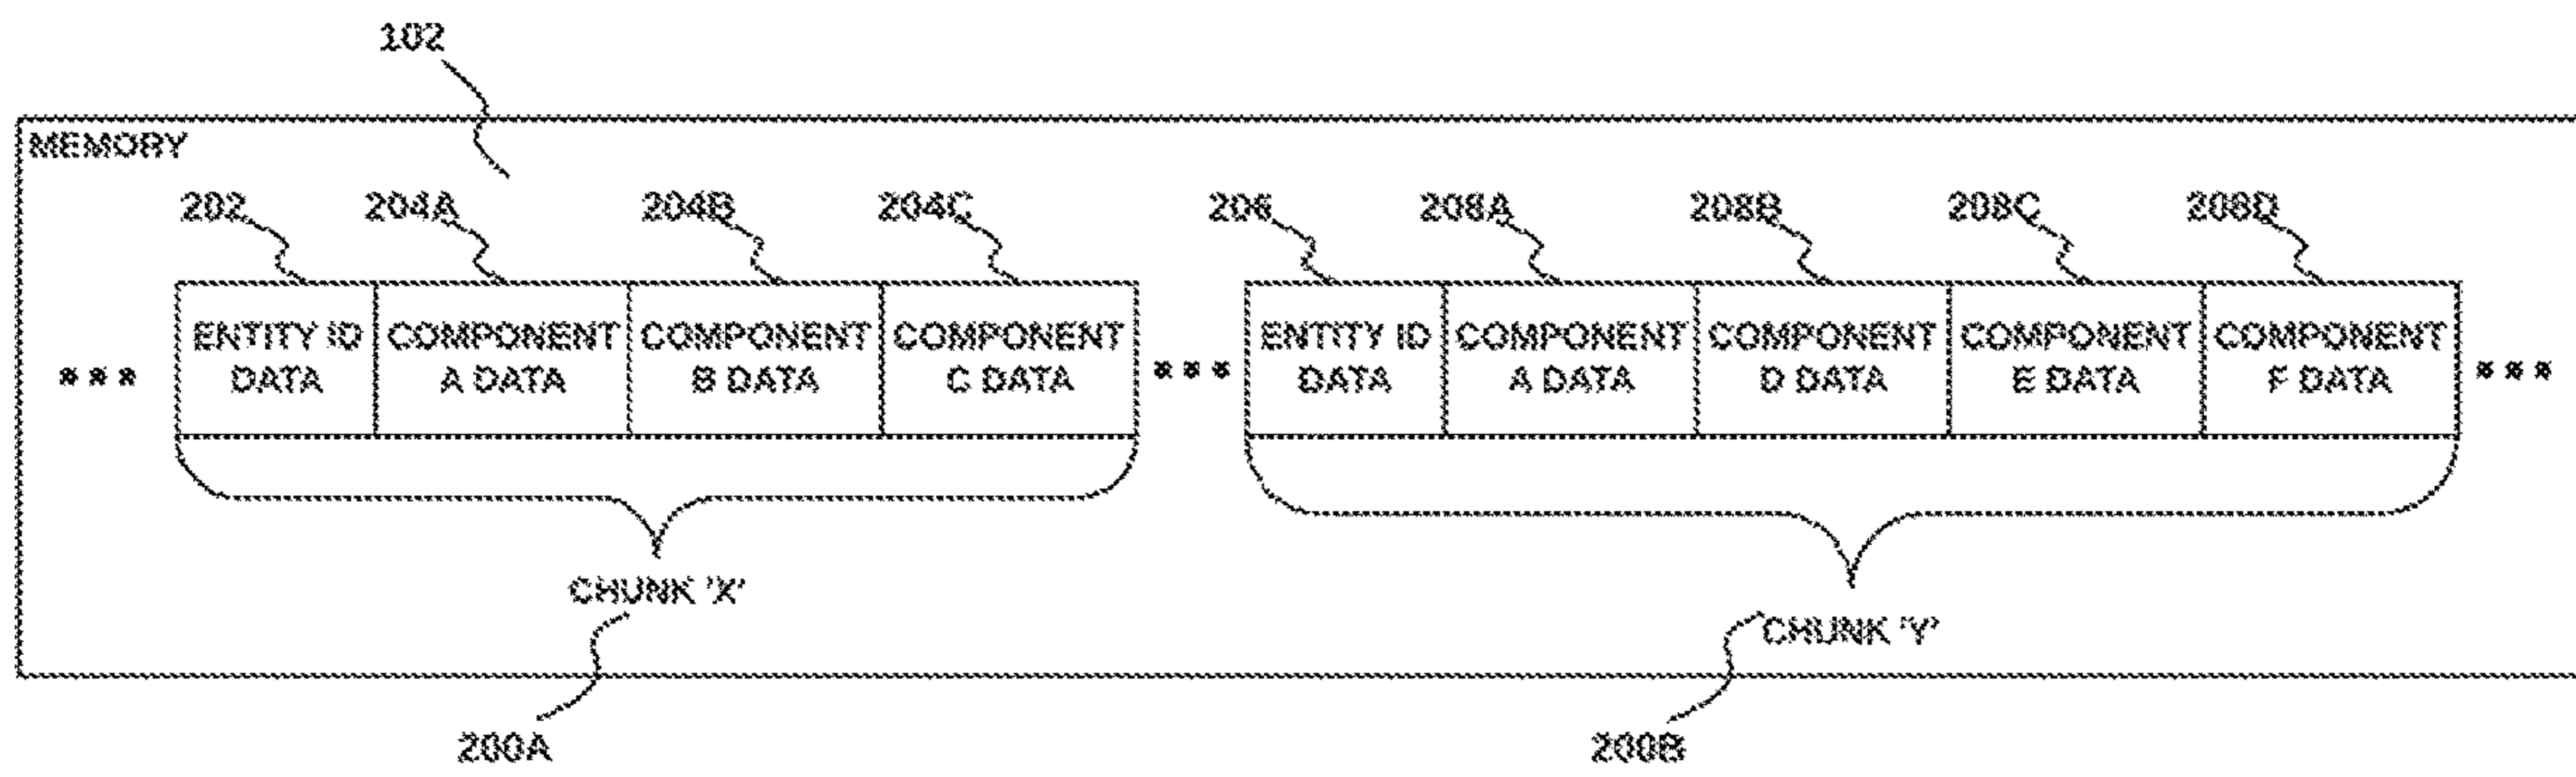 102
MEMORY
202 204A 204B 204C 206 208A 208B 208C 208D
ENTITY ID COMPONENT COMPONENT COMPONENT ENTITY ID COMPONENT COMPONENT COMPONENT COMPONENT
*** DATA A DATA B DATA C DATA *** DATA A DATA D DATA E DATA F DATA ***
CHUNK 'X'
CHUNK 'Y'
200A 200B